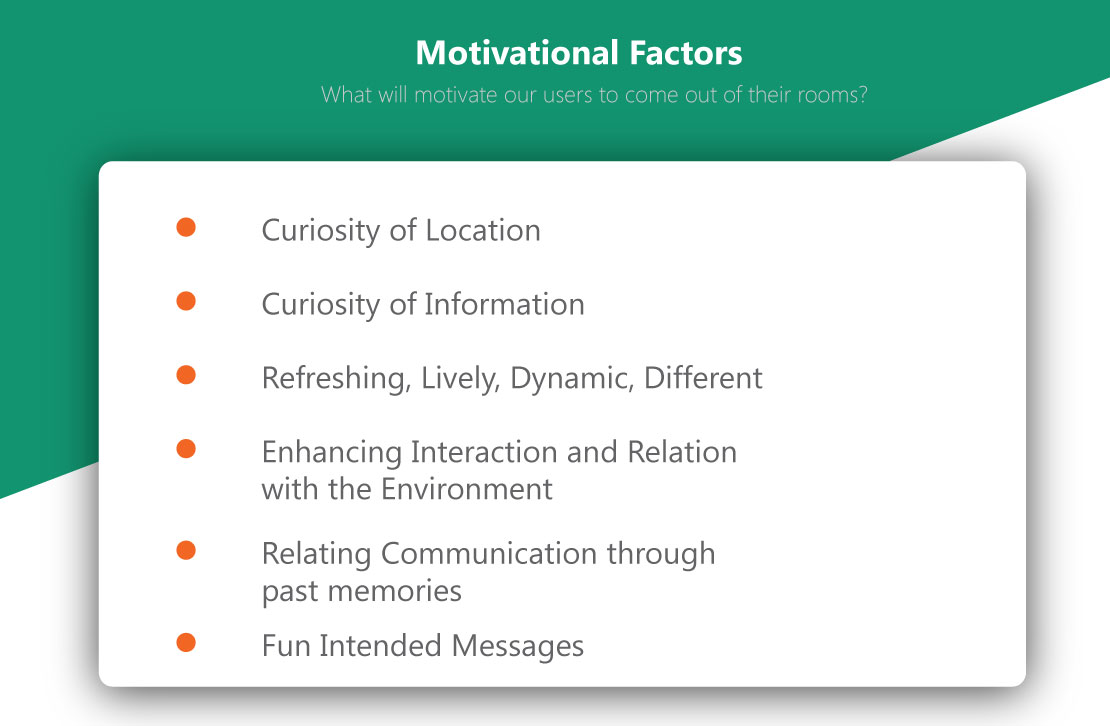 Motivational Factors
What will motivate our users to come out of their rooms?
Curiosity of Location
Curiosity of Information
Refreshing, Lively, Dynamic, Different
Enhancing Interaction and Relation
with the Environment
Relating Communication through
past memories
Fun Intended Messages